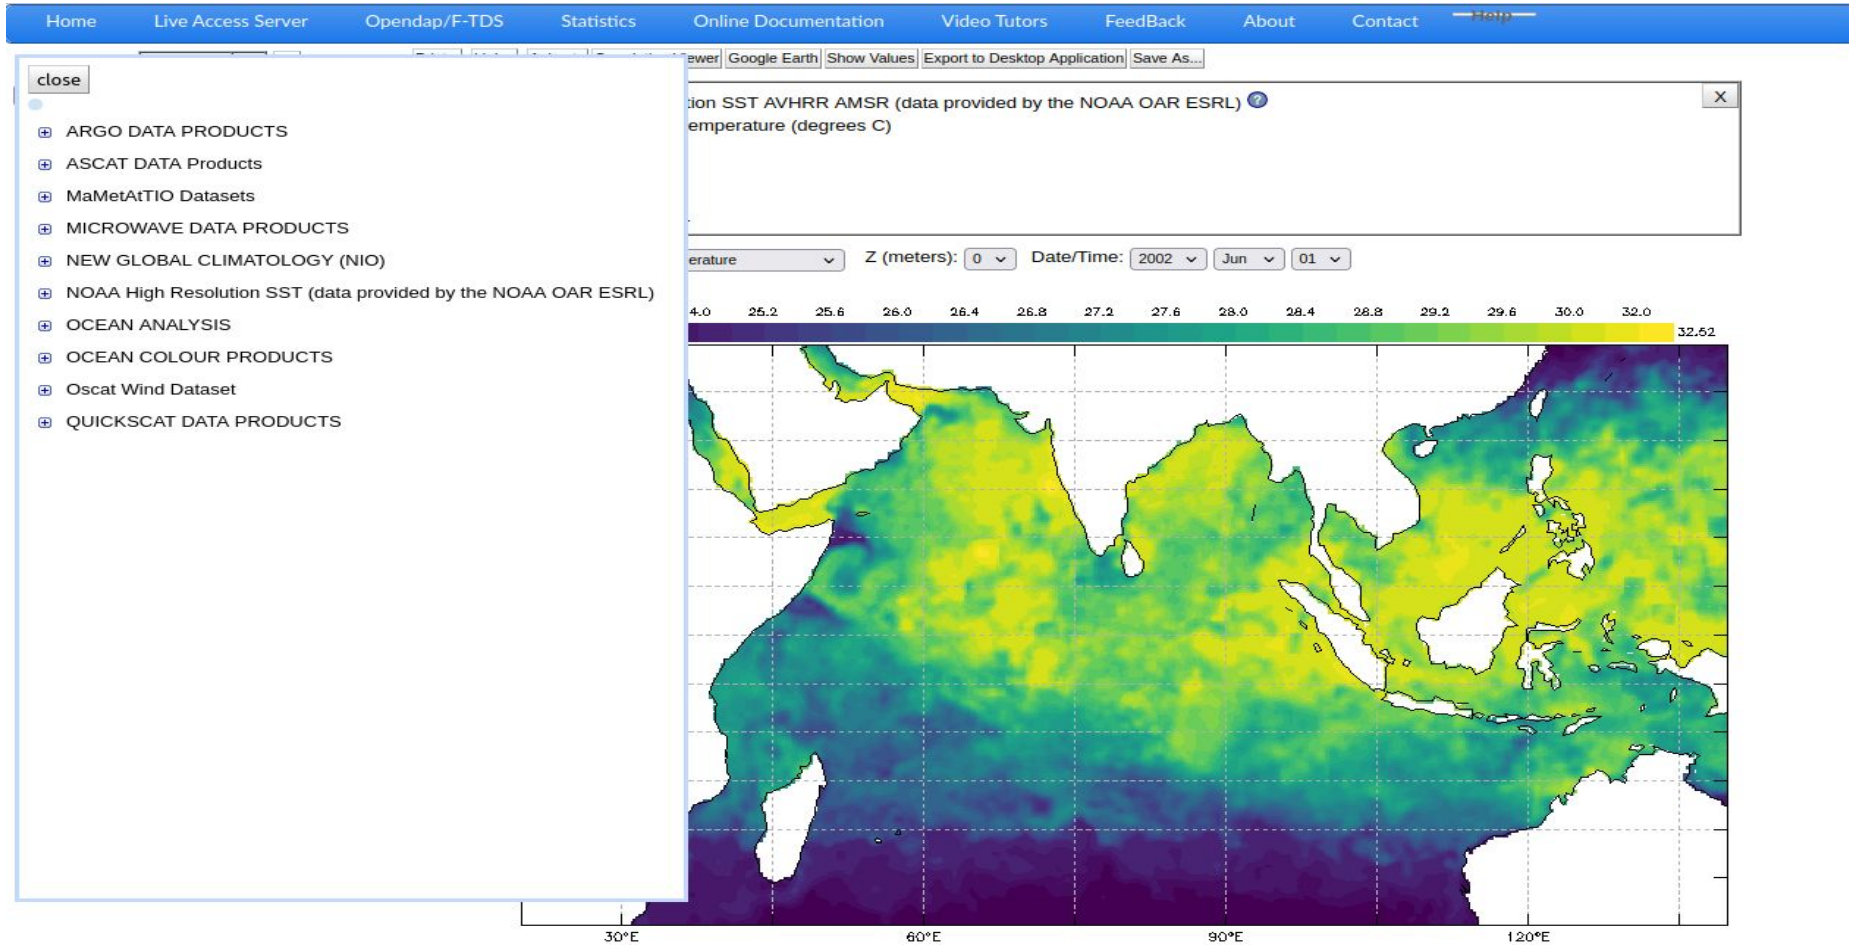 Home Live Access Server Opendap/F-TDS Statistics Online Documentation Video Tutors FeedBack About Contact Help
ewer Google Earth Show Values Export to Desktop Application Save As...
close
tion SST AVHRR AMSR (data provided by the NOAA OAR ESRL) ?
X
emperature (degrees C)
ARGO DATA PRODUCTS
ASCAT DATA Products
MaMetAtTIO Datasets
MICROWAVE DATA PRODUCTS
NEW GLOBAL CLIMATOLOGY (NIO)
NOAA High Resolution SST (data provided by the NOAA OAR ESRL)
OCEAN ANALYSIS
OCEAN COLOUR PRODUCTS
Oscat Wind Dataset
QUICKSCAT DATA PRODUCTS
erature Z (meters): 0 Date/Time: 2002 Jun 01
4.0 25.2 25.6 26.0 26.4 26.8 27.2 27.6 28.0 28.4 28.8 29.2 29.6 30.0 32.0
32.52
30°E 60°E 90°E 120°E